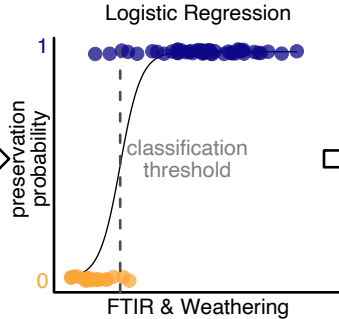 Logistic Regression
1
preservation
probability
classification
threshold
0
FTIR & Weathering